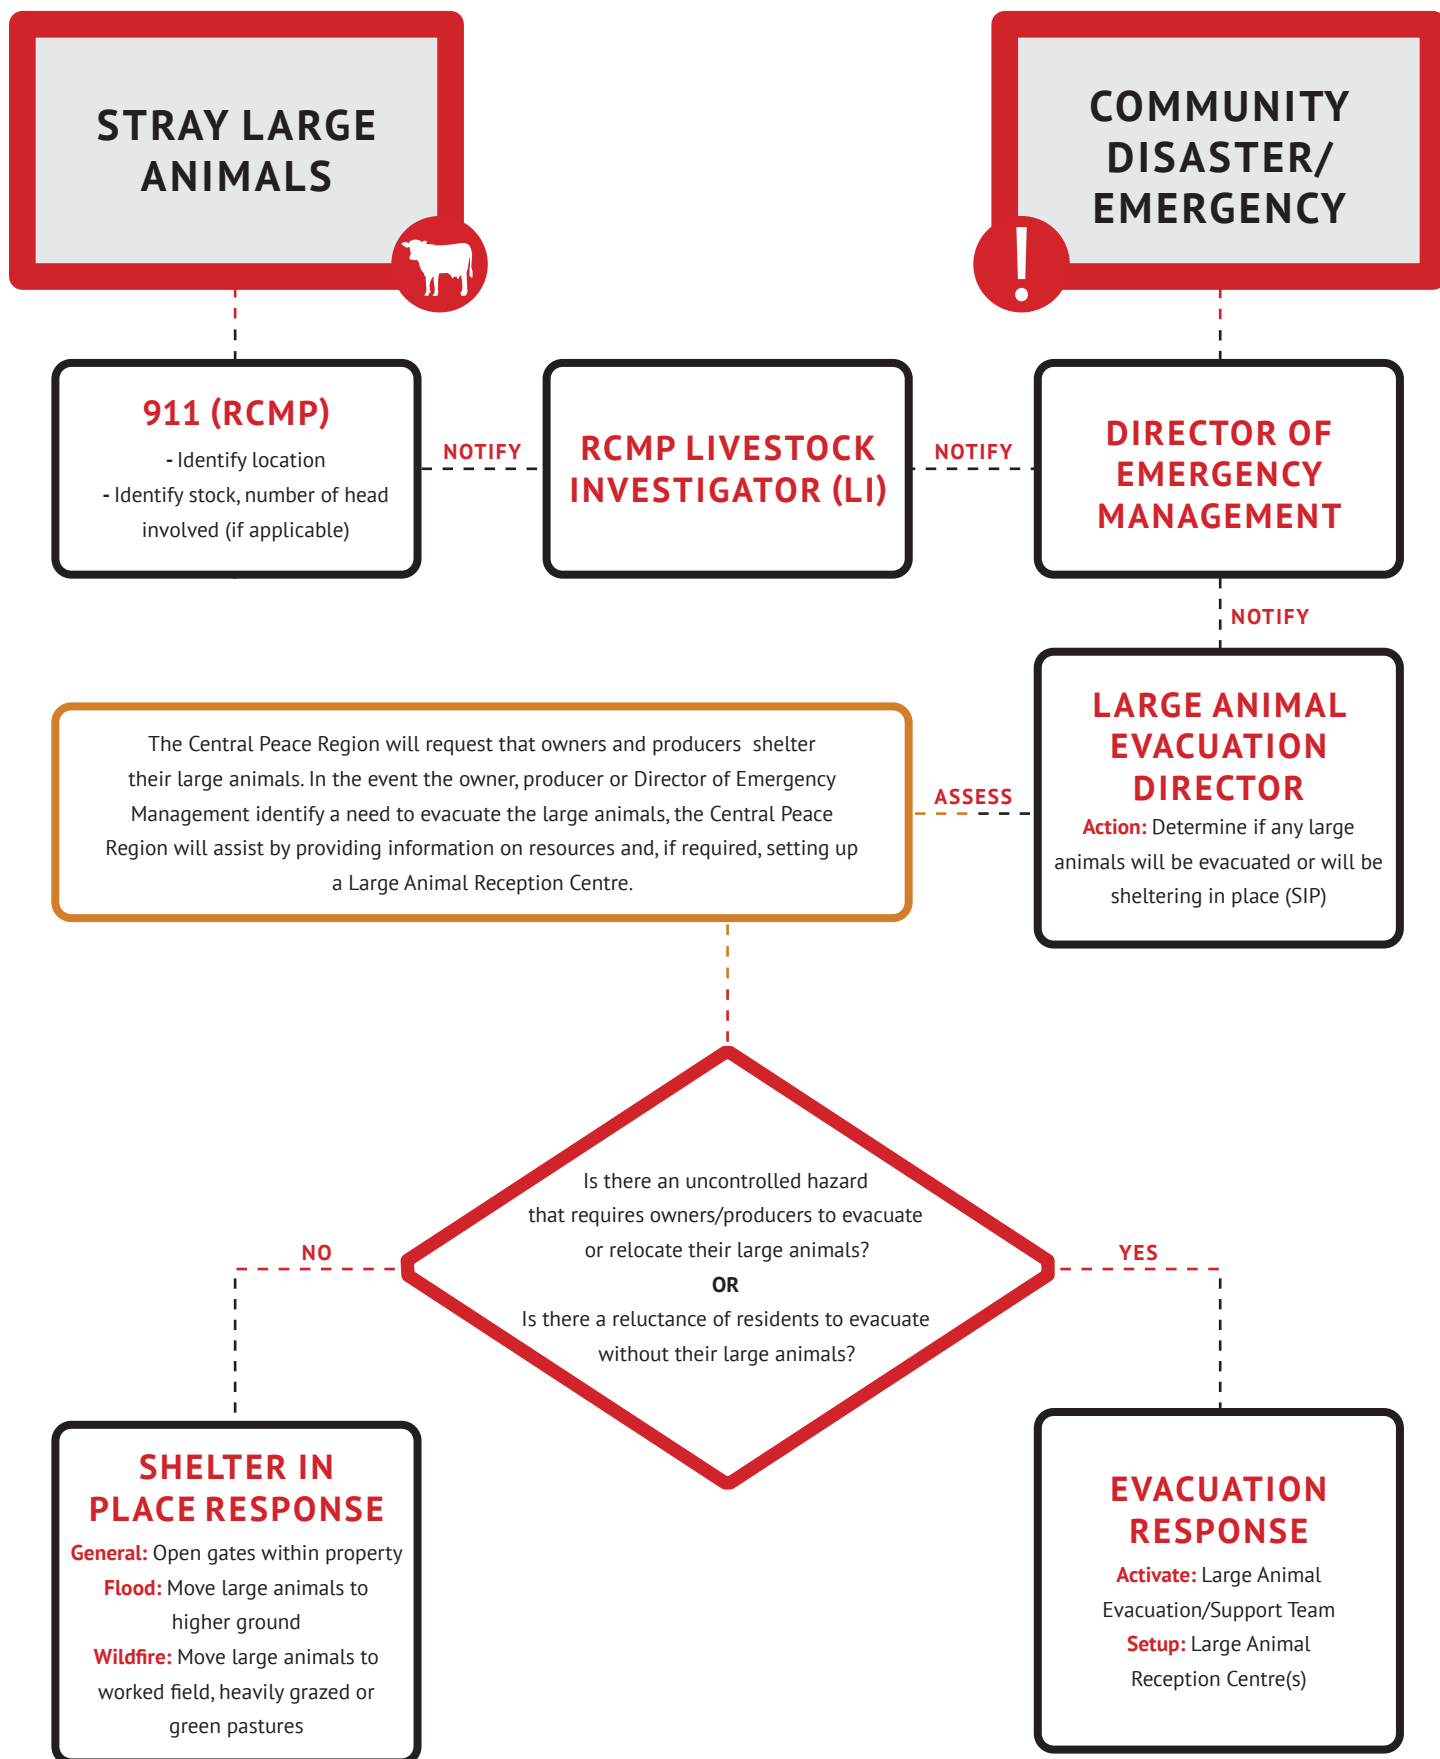 STRAY LARGE
ANIMALS
COMMUNITY
DISASTER/
EMERGENCY
911 (RCMP)
- Identify location
- Identify stock, number of head
involved (if applicable)
NOTIFY
RCMP LIVESTOCK
INVESTIGATOR (LI)
NOTIFY
DIRECTOR OF
EMERGENCY
MANAGEMENT
NOTIFY
LARGE ANIMAL
EVACUATION
DIRECTOR
Action: Determine if any large
animals will be evacuated or will be
sheltering in place (SIP)
ASSESS
The Central Peace Region will request that owners and producers shelter
their large animals. In the event the owner, producer or Director of Emergency
Management identify a need to evacuate the large animals, the Central Peace
Region will assist by providing information on resources and, if required, setting up
a Large Animal Reception Centre.
Is there an uncontrolled hazard
that requires owners/producers to evacuate
or relocate their large animals?
OR
Is there a reluctance of residents to evacuate
without their large animals?
NO
YES
SHELTER IN
PLACE RESPONSE
General: Open gates within property
Flood: Move large animals to
higher ground
Wildfire: Move large animals to
worked field, heavily grazed or
green pastures
EVACUATION
RESPONSE
Activate: Large Animal
Evacuation/Support Team
Setup: Large Animal
Reception Centre(s)